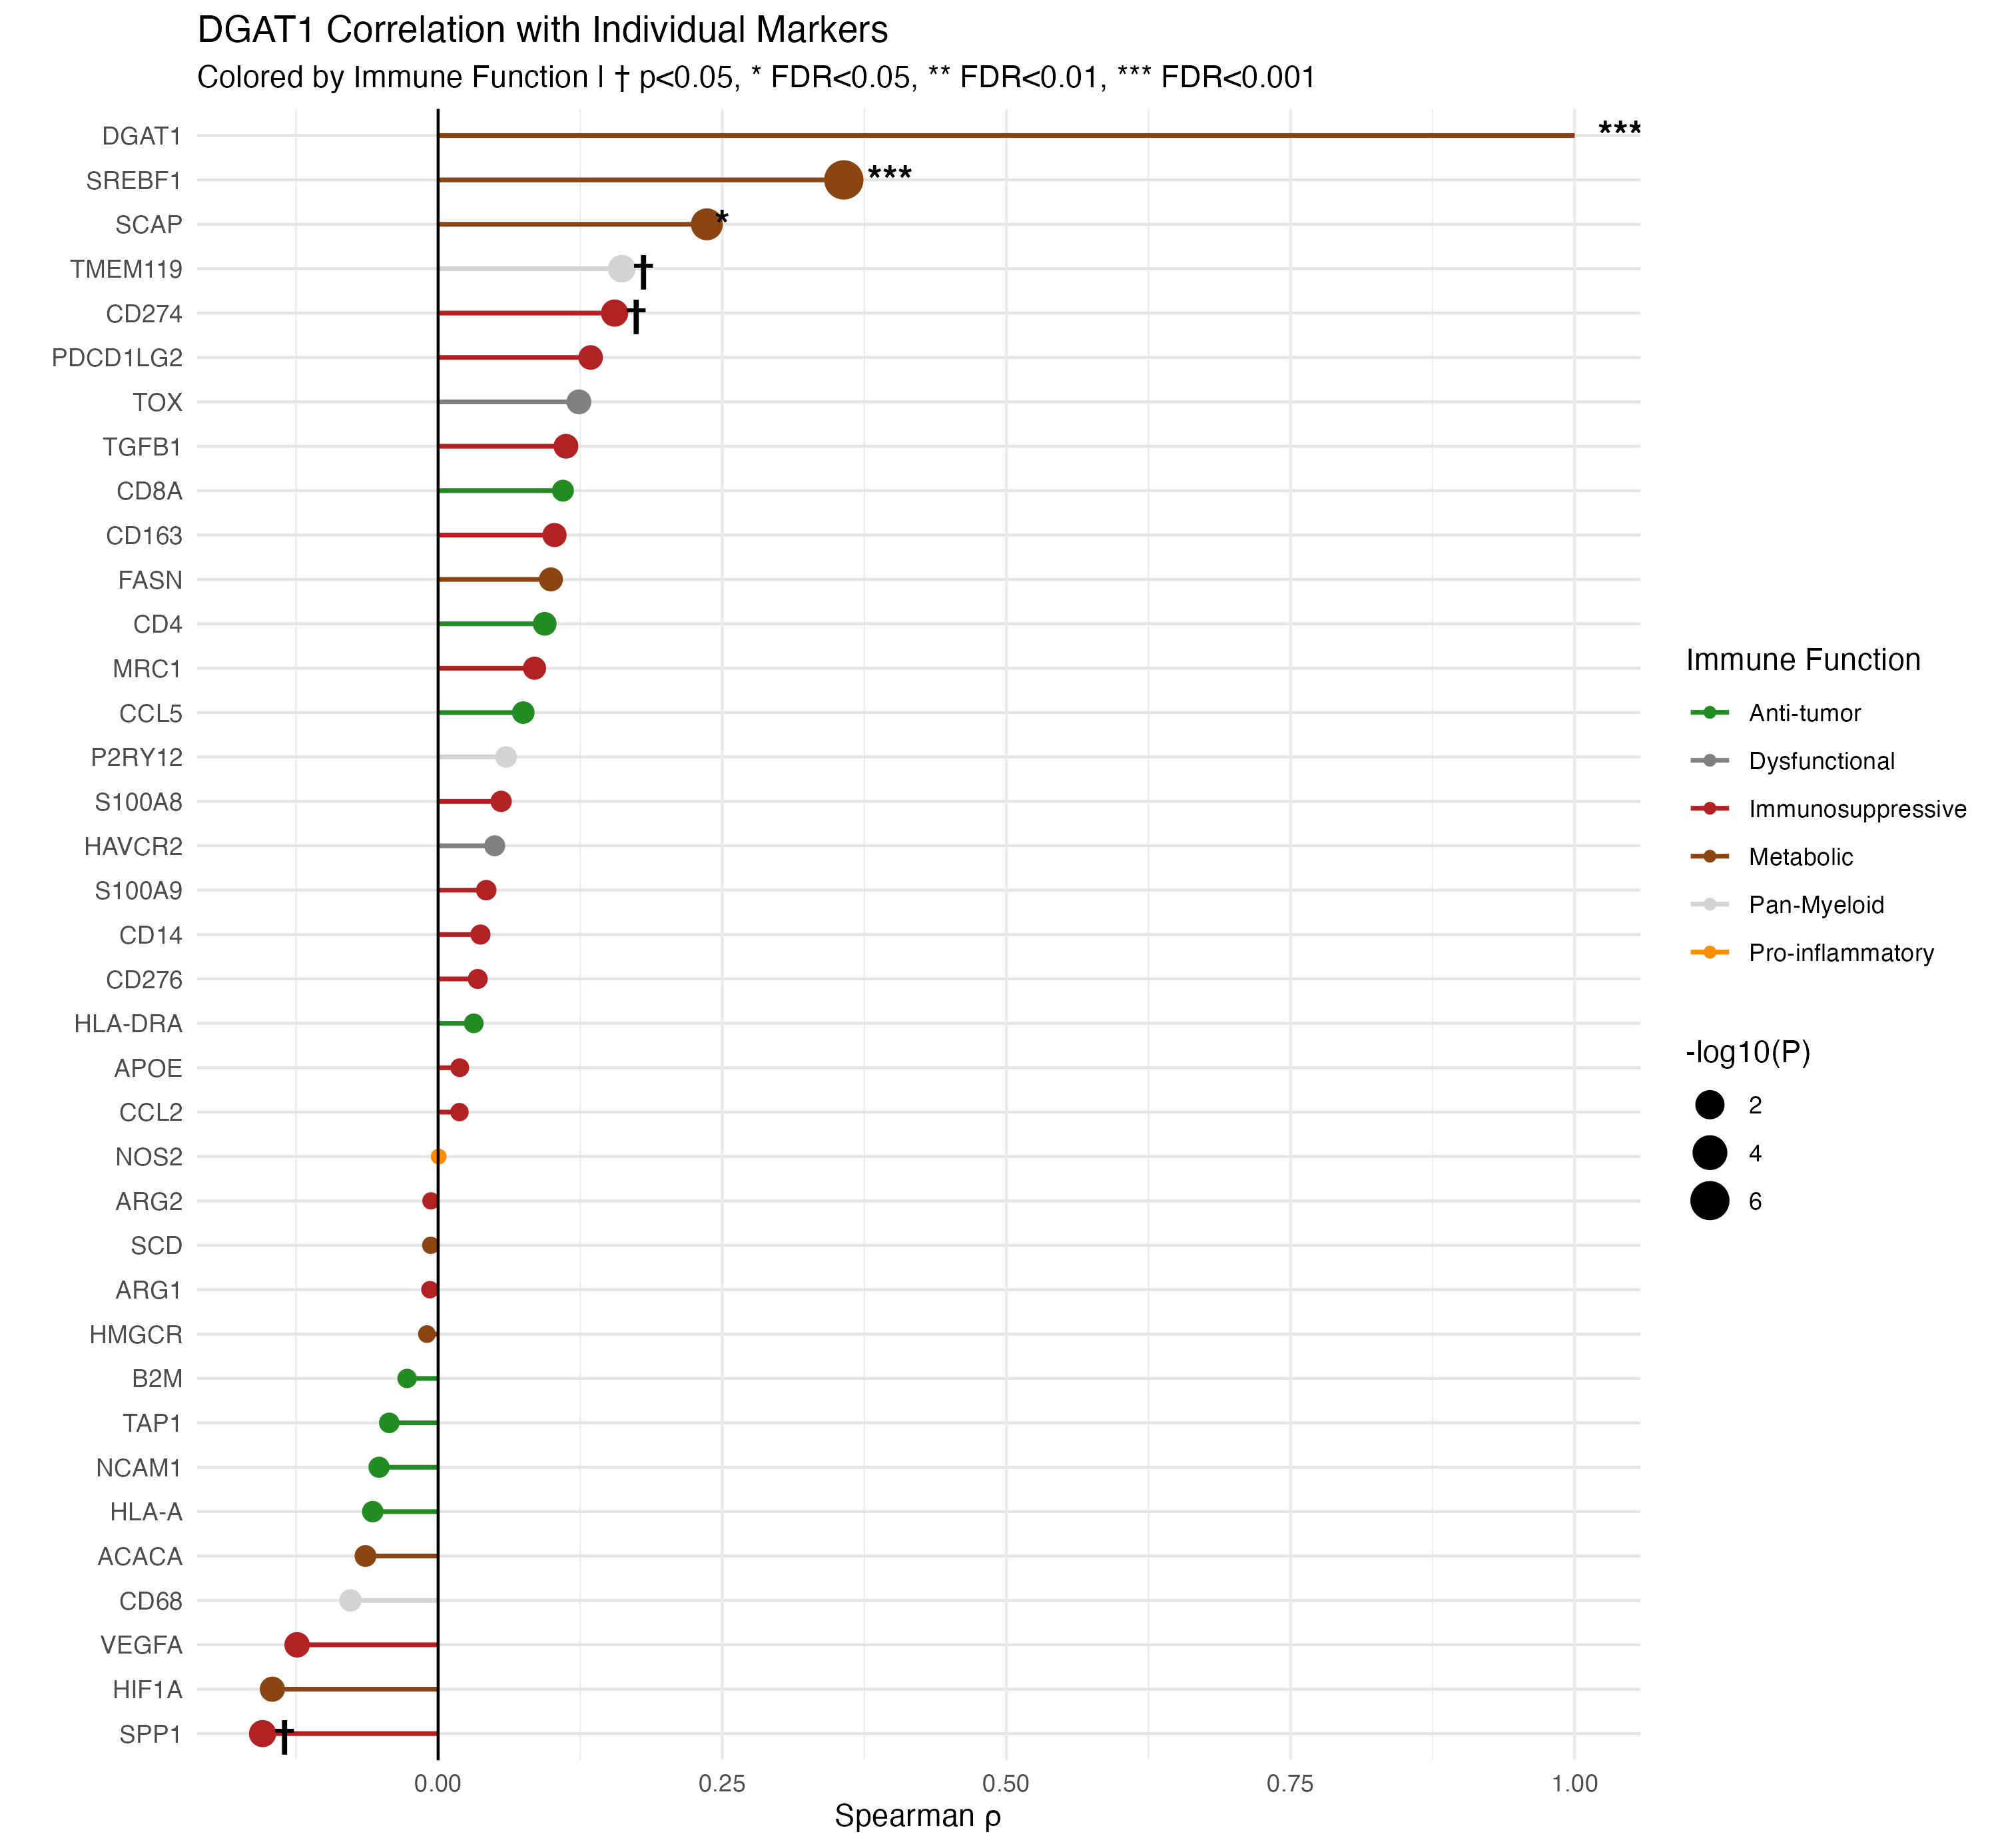 DGAT1 Correlation with Individual Markers
Colored by Immune Function | † p<0.05, * FDR<0.05, ** FDR<0.01, *** FDR<0.001
DGAT1 ***
SREBF1 ***
SCAP *
TMEM119 †
CD274 †
PDCD1LG2
TOX
TGFB1
CD8A
CD163
FASN
CD4
MRC1
CCL5
P2RY12
S100A8
HAVCR2
S100A9
CD14
CD276
HLA-DRA
APOE
CCL2
NOS2
ARG2
SCD
ARG1
HMGCR
B2M
TAP1
NCAM1
HLA-A
ACACA
CD68
VEGFA
HIF1A
SPP1 †
0.00 0.25 0.50 0.75 1.00
Spearman ρ
Immune Function
Anti-tumor
Dysfunctional
Immunosuppressive
Metabolic
Pan-Myeloid
Pro-inflammatory
-log10(P)
2
4
6